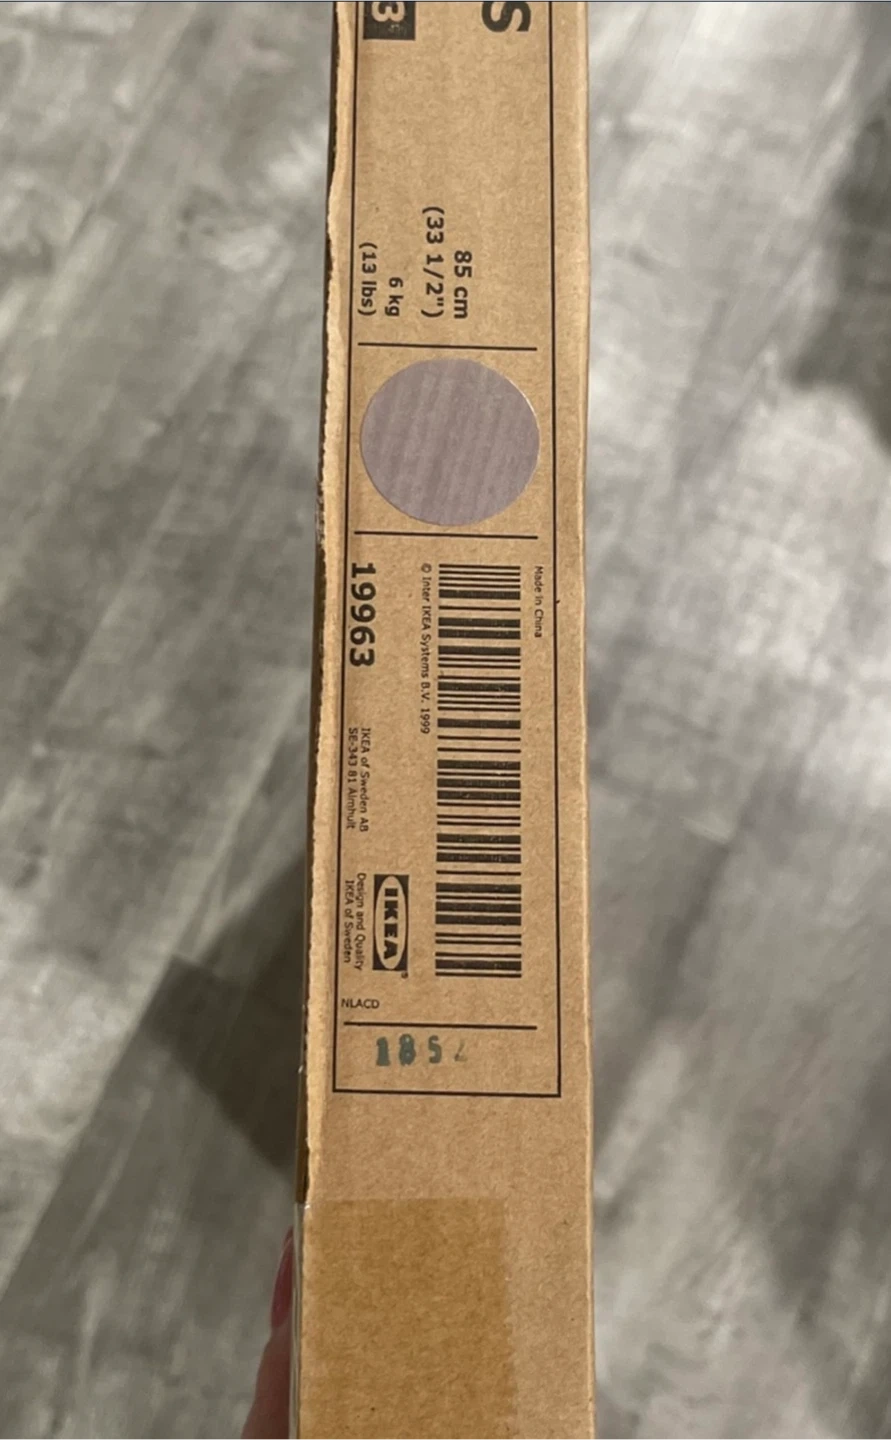 S
3
85 cm
(33 1/2")
6 kg
(13 lbs)
Made in China
© Inter IKEA Systems B.V. 1999
19963
IKEA of Sweden AB
SE-343 81 Älmhult
IKEA®
Design and Quality
IKEA of Sweden
NLACD
185